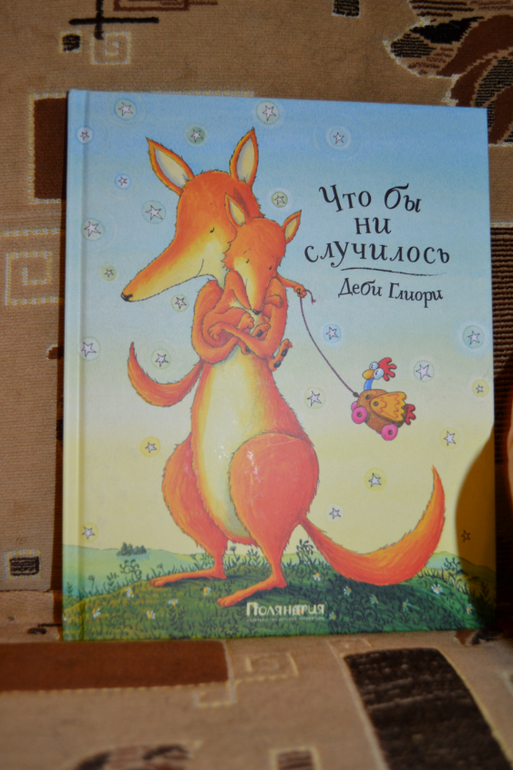 Что бы
ни
случилось
Деби Глиори
Поляндрия